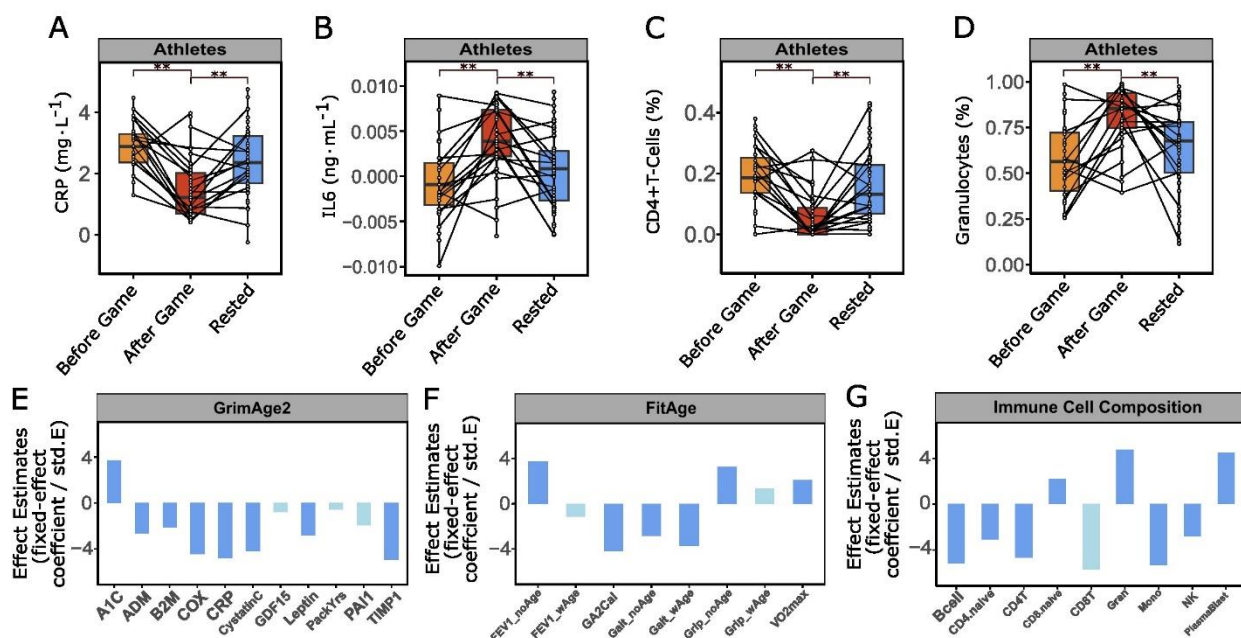 A
Athletes
**
**
CRP (mg·L⁻¹)
4
2
0
Before Game
After Game
Rested
B
Athletes
**
**
IL6 (ng·mL⁻¹)
0.010
0.005
0.000
−0.005
−0.010
Before Game
After Game
Rested
C
Athletes
**
**
CD4+T-Cells (%)
0.4
0.2
0.0
Before Game
After Game
Rested
D
Athletes
**
**
Granulocytes (%)
1.00
0.75
0.50
0.25
0.00
Before Game
After Game
Rested
E
GrimAge2
Effect Estimates
(fixed-effect
coeffcient / std.E)
4
0
−4
A1C
ADM
B2M
COX
CRP
CystatinC
GDF15
Leptin
PackYrs
PAI1
TIMP1
F
FitAge
Effect Estimates
(fixed-effect
coeffcient / std.E)
4
0
−4
FEV1_noAge
FEV1_wAge
GA2Cal
Gait_noAge
Gait_wAge
Grip_noAge
Grip_wAge
VO2max
G
Immune Cell Composition
Effect Estimates
(fixed-effect
coeffcient / std.E)
4
0
−4
Bcell
CD4.naive
CD4T
CD8.naive
CD8T
Gran
Mono
NK
PlasmaBlast